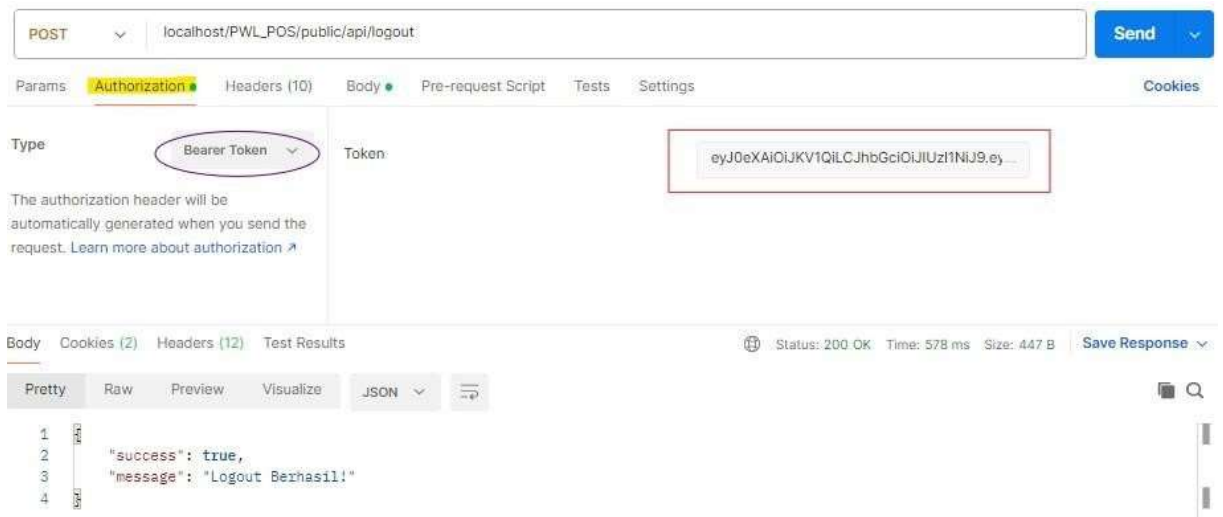 POST localhost/PWL_POS/public/api/logout Send
Params Authorization Headers (10) Body Pre-request Script Tests Settings Cookies
Type Bearer Token Token eyJ0eXAiOiJKV1QiLCJhbGciOiJIUzI1NiJ9.ey...
The authorization header will be
automatically generated when you send the
request. Learn more about authorization ↗
Body Cookies (2) Headers (12) Test Results Status: 200 OK Time: 578 ms Size: 447 B Save Response
Pretty Raw Preview Visualize JSON
1 {
2 "success": true,
3 "message": "Logout Berhasil!"
4 }